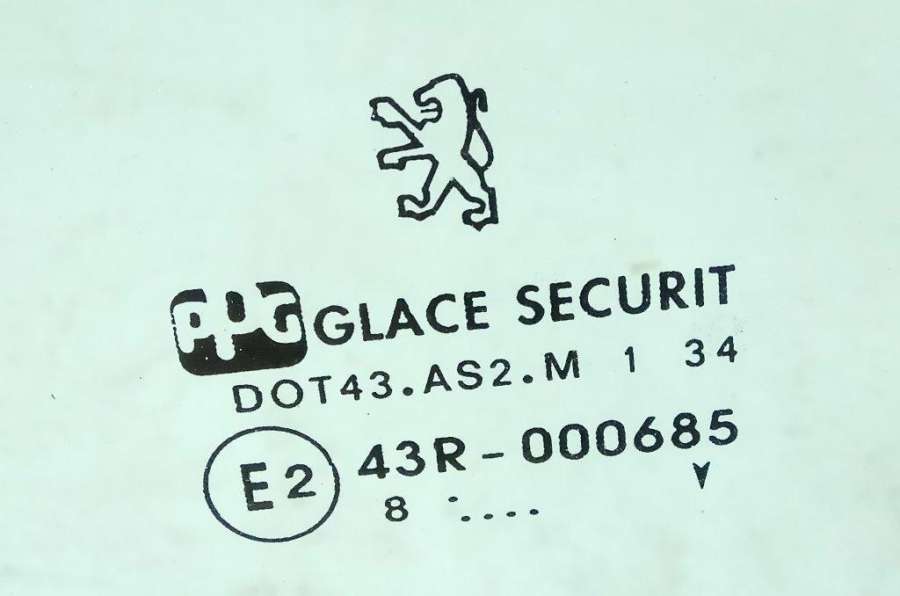 PPG GLACE SECURIT
DOT43.AS2.M 1 34
E2 43R-000685
8 :....